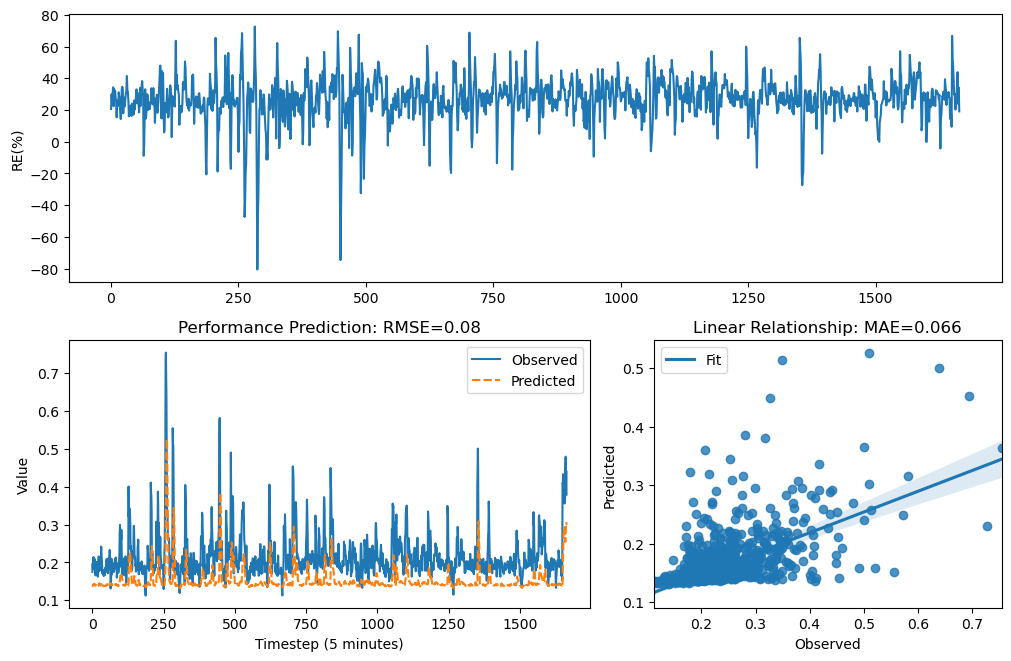 80
60
40
20
0
−20
−40
−60
−80
RE(%)
0 250 500 750 1000 1250 1500
Performance Prediction: RMSE=0.08
Observed
Predicted
0.7
0.6
0.5
0.4
0.3
0.2
0.1
Value
0 250 500 750 1000 1250 1500
Timestep (5 minutes)
Linear Relationship: MAE=0.066
Fit
0.5
0.4
0.3
0.2
0.1
Predicted
0.2 0.3 0.4 0.5 0.6 0.7
Observed